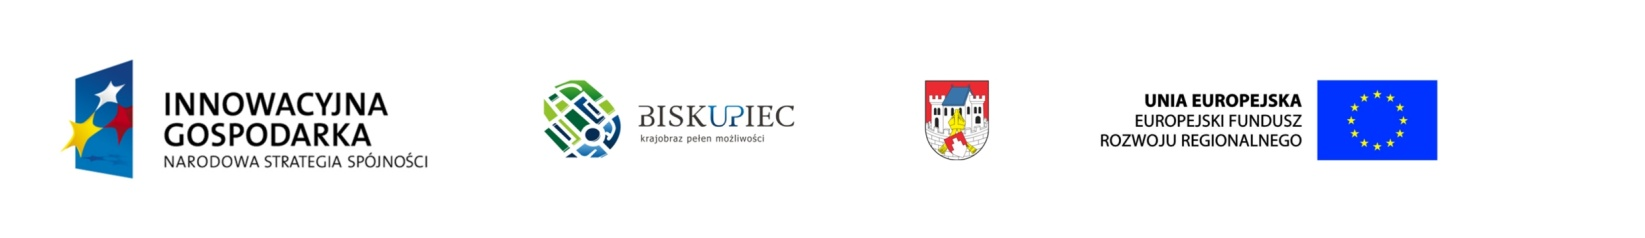 INNOWACYJNA
GOSPODARKA
NARODOWA STRATEGIA SPÓJNOŚCI
BISKUPIEC
krajobraz pełen możliwości
UNIA EUROPEJSKA
EUROPEJSKI FUNDUSZ
ROZWOJU REGIONALNEGO